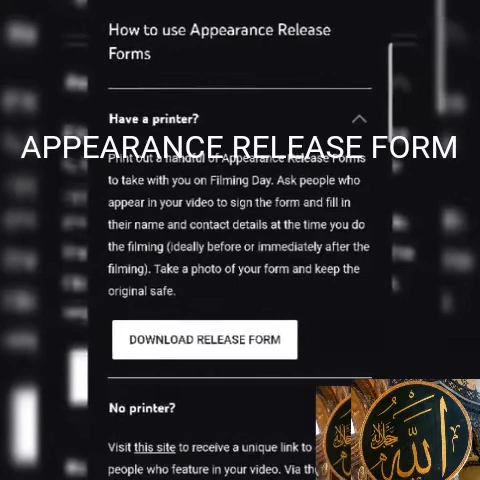 How to use Appearance Release
Forms
Have a printer?
APPEARANCE RELEASE FORM
Print out a handful of Appearance Release Forms
to take with you on Filming Day. Ask people who
appear in your video to sign the form and fill in
their name and contact details at the time you do
the filming (ideally before or immediately after the
filming). Take a photo of your form and keep the
original safe.
DOWNLOAD RELEASE FORM
No printer?
Visit this site to receive a unique link to
people who feature in your video. Via
الله
جل جلاله